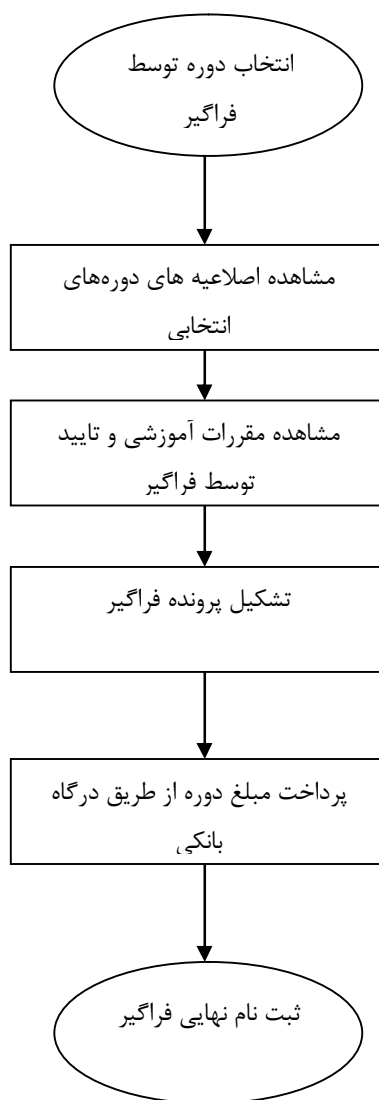 انتخاب دوره توسط
فراگیر
مشاهده اصلاعیه های دوره‌های
انتخابی
مشاهده مقررات آموزشی و تایید
توسط فراگیر
تشکیل پرونده فراگیر
پرداخت مبلغ دوره از طریق درگاه
بانکی
ثبت نام نهایی فراگیر